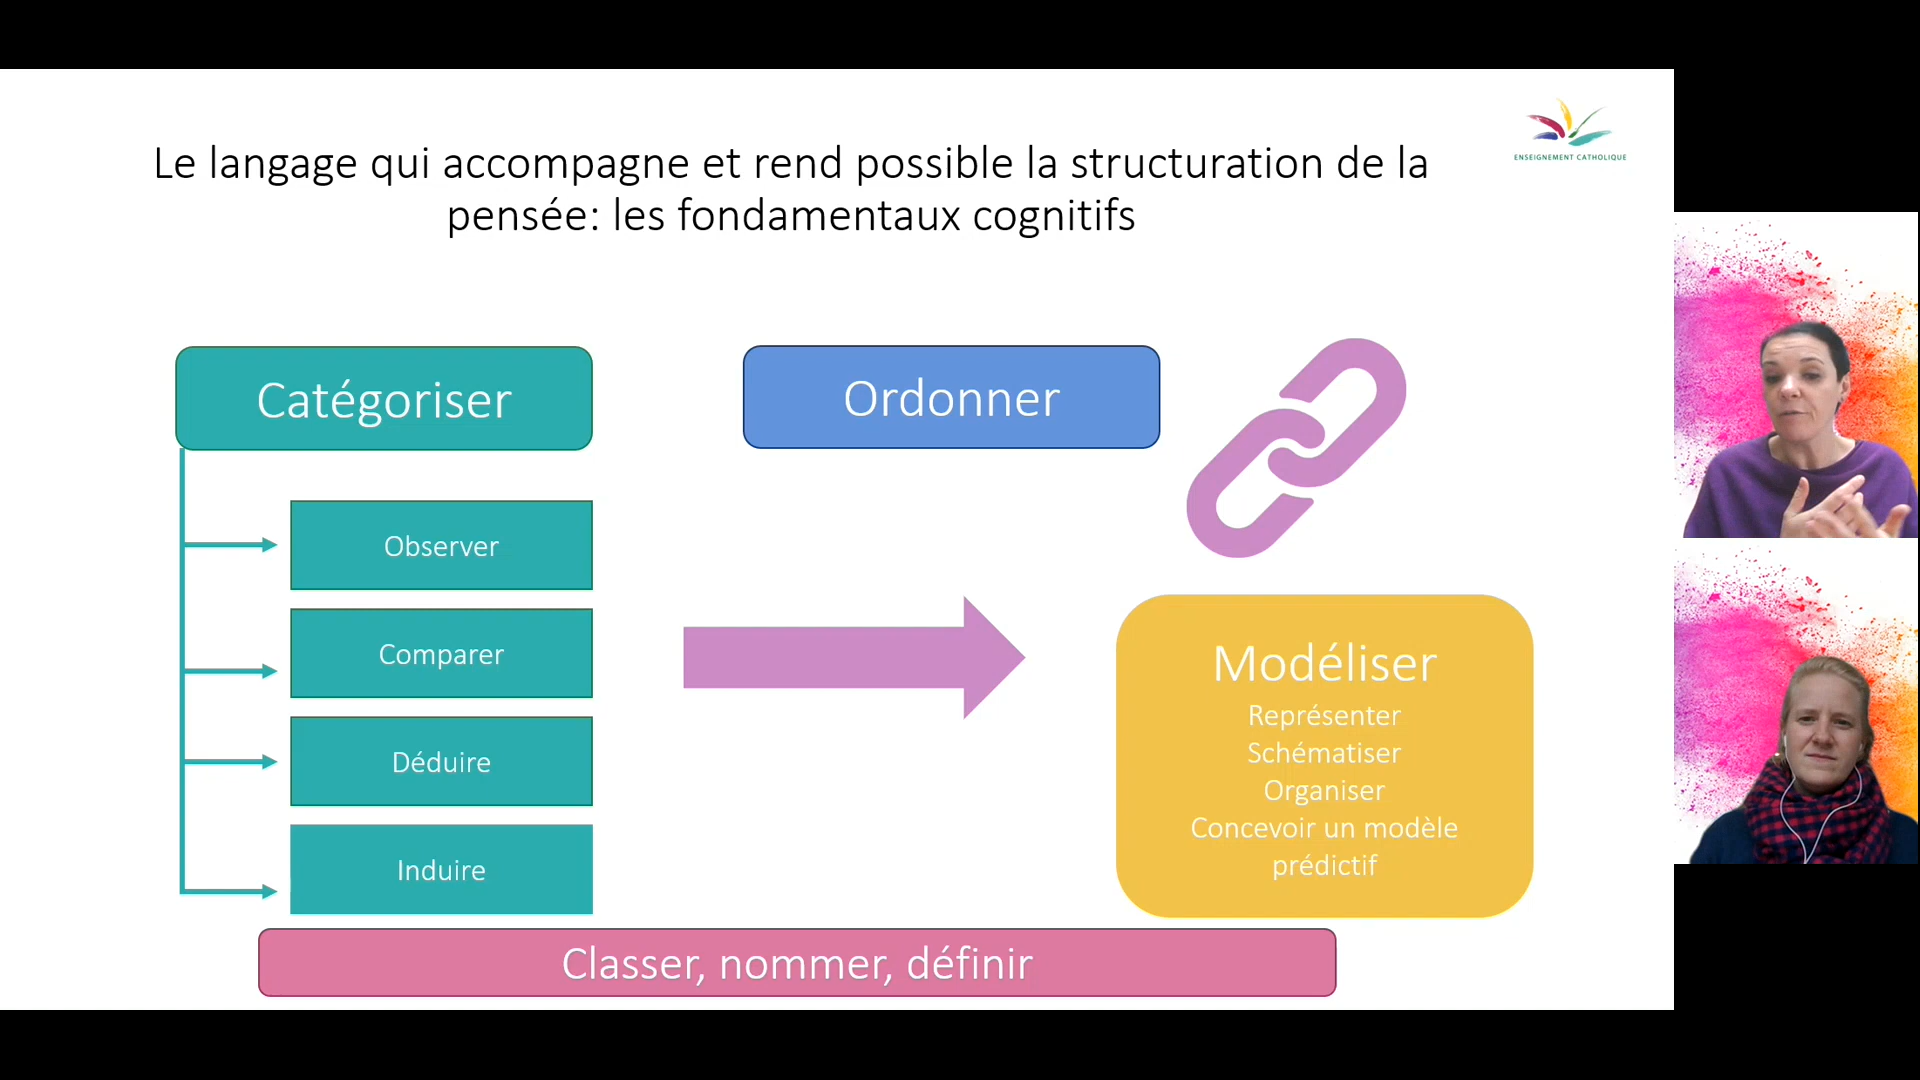 ENSEIGNEMENT CATHOLIQUE
Le langage qui accompagne et rend possible la structuration de la
pensée: les fondamentaux cognitifs
Catégoriser
Ordonner
Observer
Comparer
Déduire
Induire
Modéliser
Représenter
Schématiser
Organiser
Concevoir un modèle
prédictif
Classer, nommer, définir